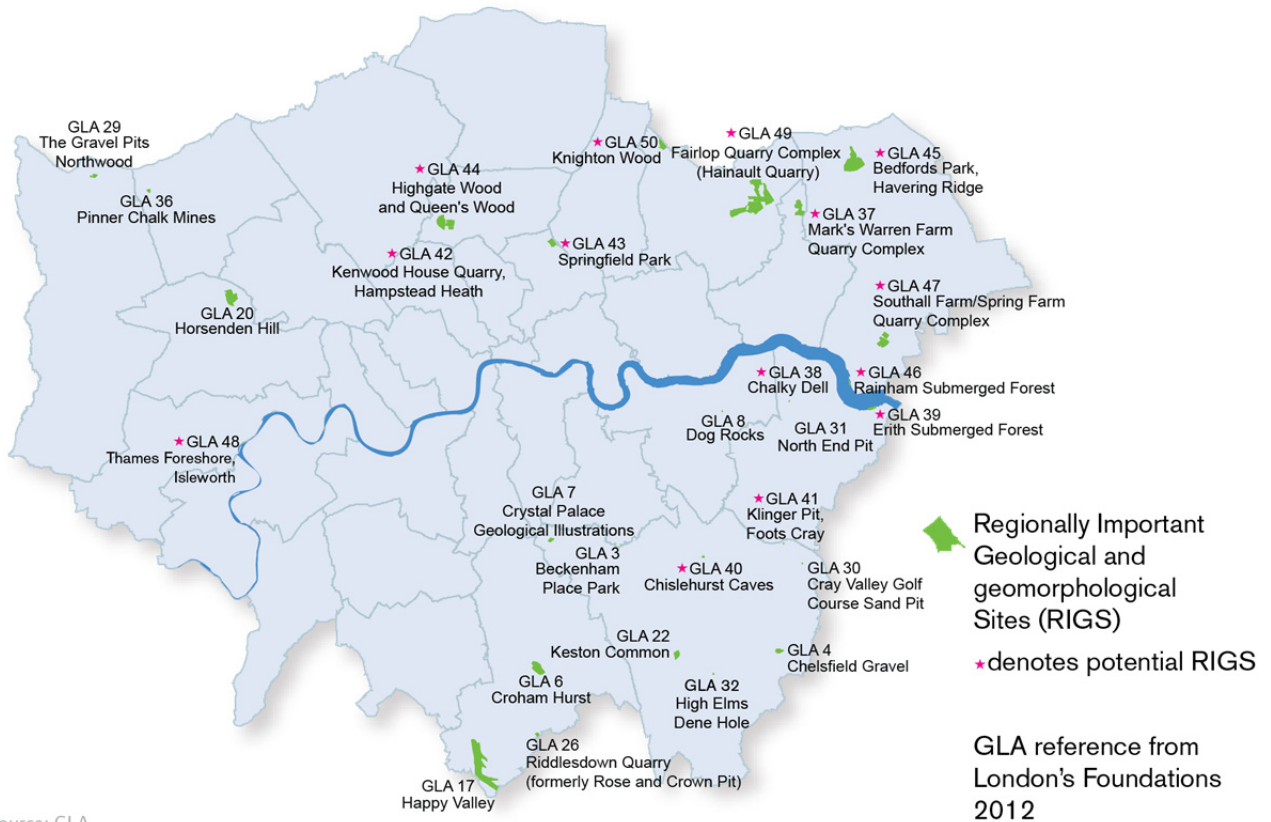 GLA 29
The Gravel Pits
Northwood
GLA 36
Pinner Chalk Mines
★GLA 44
Highgate Wood
and Queen's Wood
★GLA 50
Knighton Wood
★GLA 49
Fairlop Quarry Complex
(Hainault Quarry)
★GLA 45
Bedfords Park,
Havering Ridge
★GLA 37
Mark's Warren Farm
Quarry Complex
★GLA 42
Kenwood House Quarry,
Hampstead Heath
★GLA 43
Springfield Park
GLA 20
Horsenden Hill
★GLA 47
Southall Farm/Spring Farm
Quarry Complex
★GLA 38
Chalky Dell
★GLA 46
Rainham Submerged Forest
★GLA 39
Erith Submerged Forest
GLA 8
Dog Rocks
GLA 31
North End Pit
★GLA 48
Thames Foreshore,
Isleworth
GLA 7
Crystal Palace
Geological Illustrations
★GLA 41
Klinger Pit,
Foots Cray
GLA 3
Beckenham
Place Park
★GLA 40
Chislehurst Caves
GLA 30
Cray Valley Golf
Course Sand Pit
GLA 22
Keston Common
GLA 4
Chelsfield Gravel
GLA 6
Croham Hurst
GLA 32
High Elms
Dene Hole
GLA 26
Riddlesdown Quarry
(formerly Rose and Crown Pit)
GLA 17
Happy Valley
Regionally Important
Geological and
geomorphological
Sites (RIGS)
★denotes potential RIGS
GLA reference from
London's Foundations
2012